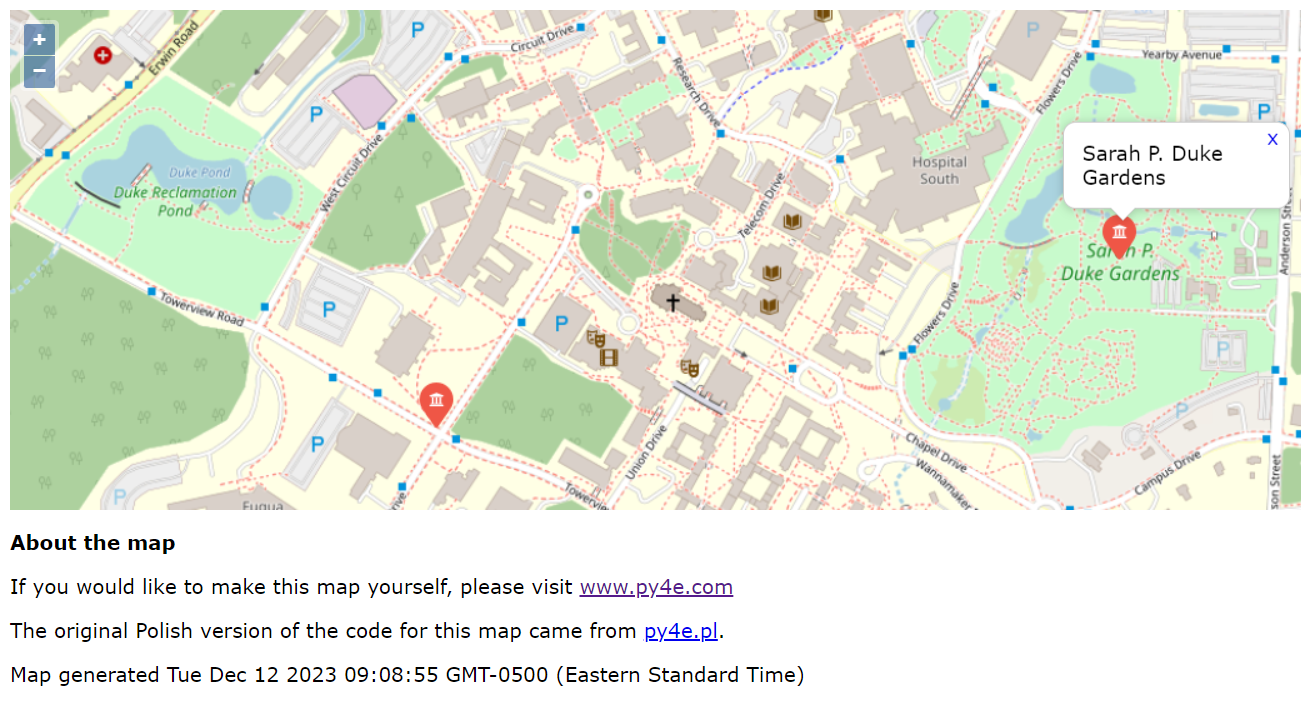 +
−
Erwin Road
P
Circuit Drive
P
Yearby Avenue
Research Drive
Flowers Drive
P
P
Duke Pond
Duke Reclamation
Pond
West Circuit Drive
Hospital
South
X
Sarah P. Duke
Gardens
Telecom Drive
Anderson Street
Duke Gardens
Towerview Road
P
P
Flowers Drive
P
P
P
P
Union Drive
Chapel Drive
Wannamaker
Campus Drive
About the map
If you would like to make this map yourself, please visit www.py4e.com
The original Polish version of the code for this map came from py4e.pl.
Map generated Tue Dec 12 2023 09:08:55 GMT-0500 (Eastern Standard Time)